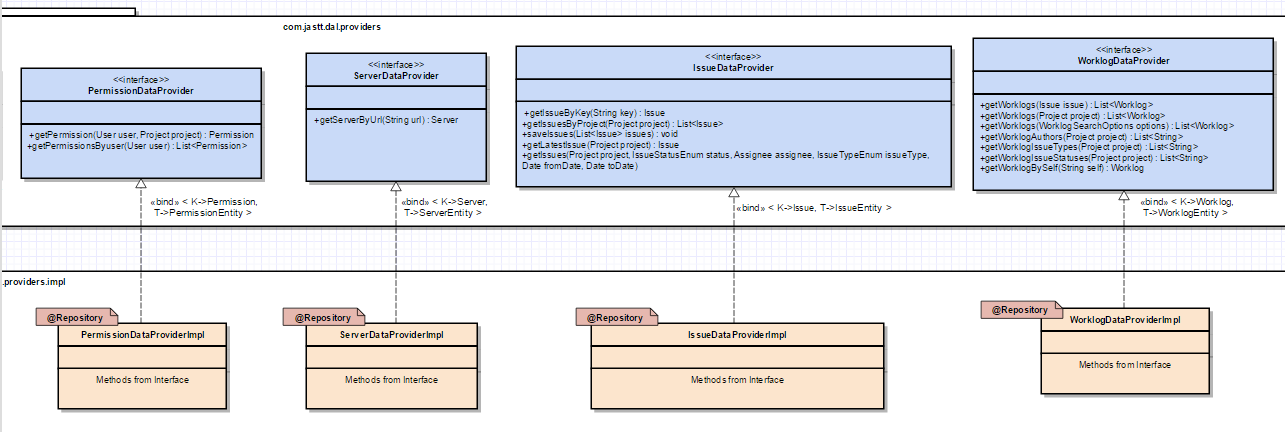 com.jastt.dal.providers
<<interface>>
PermissionDataProvider
+getPermission(User user, Project project) : Permission
+getPermissionsByuser(User user) : List<Permission>
<<interface>>
ServerDataProvider
+getServerByUrl(String url) : Server
<<interface>>
IssueDataProvider
+getIssueByKey(String key) : Issue
+getIssuesByProject(Project project) : List<Issue>
+saveIssues(List<Issue> issues) : void
+getLatestIssue(Project project) : Issue
+getIssues(Project project, IssueStatusEnum status, Assignee assignee, IssueTypeEnum issueType,
Date fromDate, Date toDate)
<<interface>>
WorklogDataProvider
+getWorklogs(Issue issue) : List<Worklog>
+getWorklogs(Project project) : List<Worklog>
+getWorklogs(WorklogSearchOptions options) : List<Worklog>
+getWorklogAuthors(Project project) : List<String>
+getWorklogIssueTypes(Project project) : List<String>
+getWorklogIssueStatuses(Project project) : List<String>
+getWorklogBySelf(String self) : Worklog
«bind» < K->Permission,
T->PermissionEntity >
«bind» < K->Server,
T->ServerEntity >
«bind» < K->Issue, T->IssueEntity >
«bind» < K->Worklog,
T->WorklogEntity >
.providers.impl
@Repository
PermissionDataProviderImpl
Methods from Interface
@Repository
ServerDataProviderImpl
Methods from Interface
@Repository
IssueDataProviderImpl
Methods from Interface
@Repository
WorklogDataProviderImpl
Methods from Interface